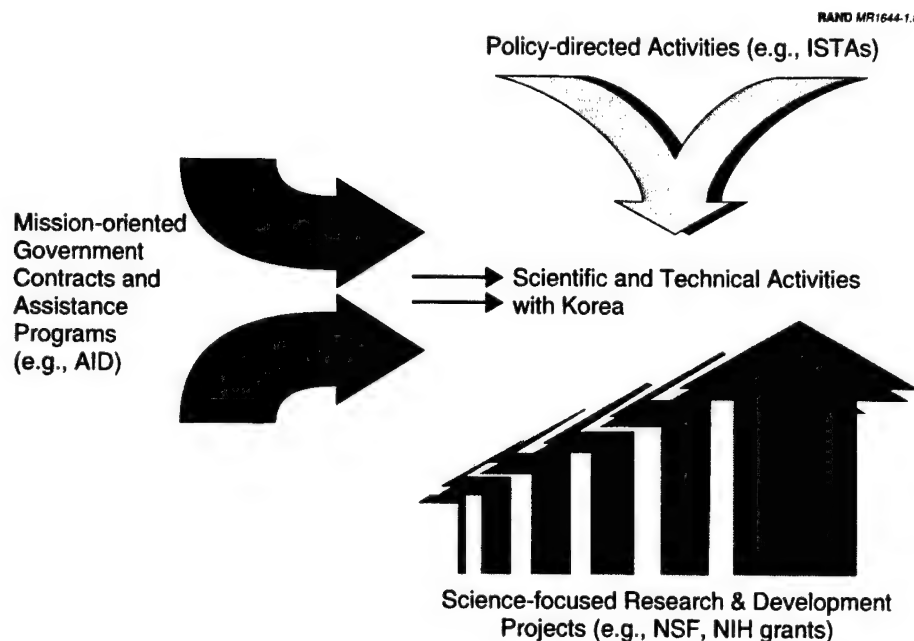 RAND MR1644-1.
Policy-directed Activities (e.g., ISTAs)
Mission-oriented
Government
Contracts and
Assistance
Programs
(e.g., AID)
Scientific and Technical Activities
with Korea
Science-focused Research & Development
Projects (e.g., NSF, NIH grants)